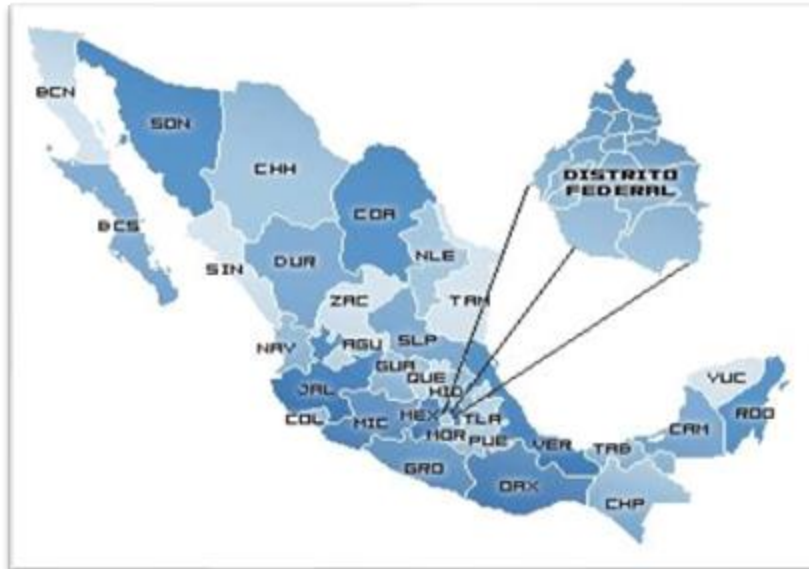 BCN
SON
CHH
COA
DISTRITO
FEDERAL
BCS
SIN
DUR
NLE
ZAC
TAM
NAY
AGU
SLP
GUA
QUE
HID
YUC
JAL
COL
MIC
MEX
TLA
MOR
PUE
VER
TAB
CAM
ROO
GRO
OAX
CHP